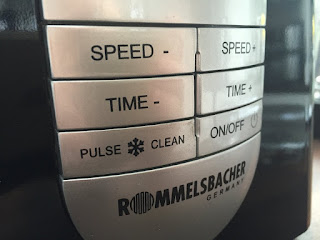 SPEED - SPEED +
TIME - TIME +
PULSE CLEAN ON/OFF
ROMMELSBACHER
GERMANY